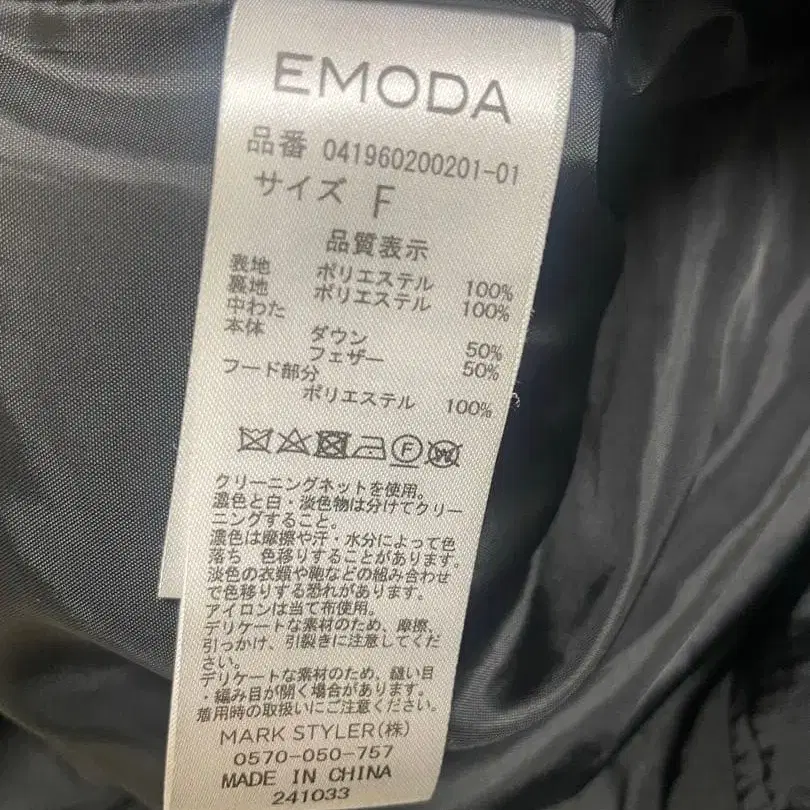 EMODA
品番 041960200201-01
サイズ F
品質表示
表地 ポリエステル 100%
裏地 ポリエステル 100%
中わた
本体 ダウン 50%
フェザー 50%
フード部分
ポリエステル 100%
F W
クリーニングネットを使用。
濃色と白・淡色物は分けてクリー
ニングすること。
濃色は摩擦や汗・水分によって色
落ち 色移りすることがあります。
淡色の衣類や鞄などの組み合わせ
で色移りする恐れがあります。
アイロンは当て布使用。
デリケートな素材のため、摩擦、
引っかけ、引裂きに注意してくだ
さい。
デリケートな素材のため、縫い目
・編み目が開く場合があります。
着用時の取扱いにご注意ください。
MARK STYLER(株)
0570-050-757
MADE IN CHINA
241033